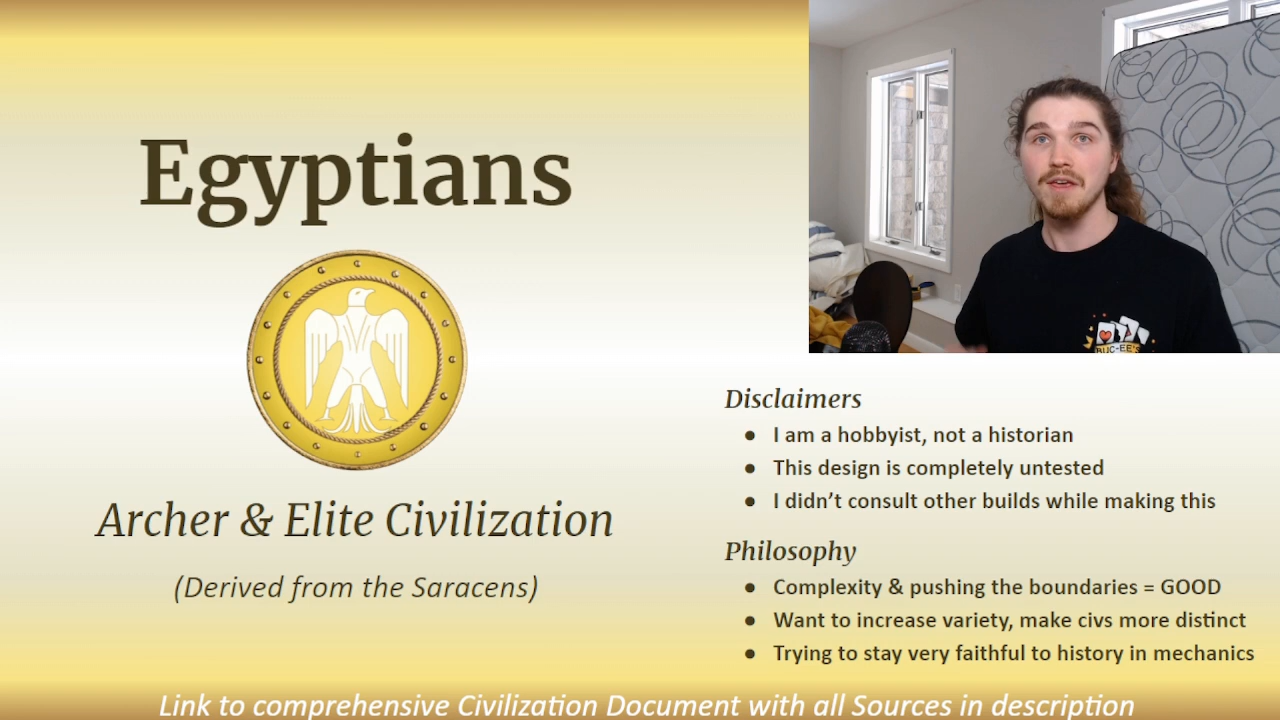 Egyptians
Archer & Elite Civilization
(Derived from the Saracens)
BUC-EE'S
Disclaimers
● I am a hobbyist, not a historian
● This design is completely untested
● I didn’t consult other builds while making this
Philosophy
● Complexity & pushing the boundaries = GOOD
● Want to increase variety, make civs more distinct
● Trying to stay very faithful to history in mechanics
Link to comprehensive Civilization Document with all Sources in description